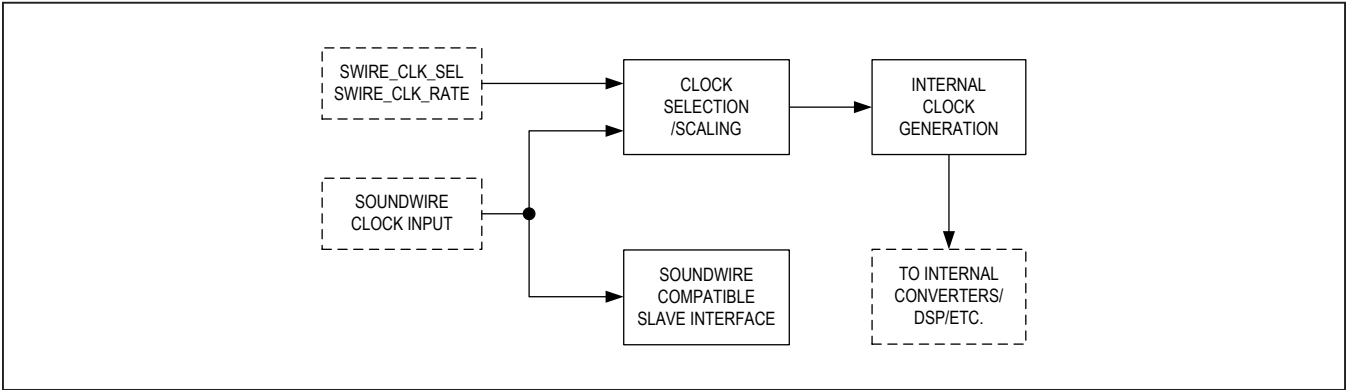 SWIRE_CLK_SEL
SWIRE_CLK_RATE
CLOCK
SELECTION
/SCALING
INTERNAL
CLOCK
GENERATION
SOUNDWIRE
CLOCK INPUT
SOUNDWIRE
COMPATIBLE
SLAVE INTERFACE
TO INTERNAL
CONVERTERS/
DSP/ETC.